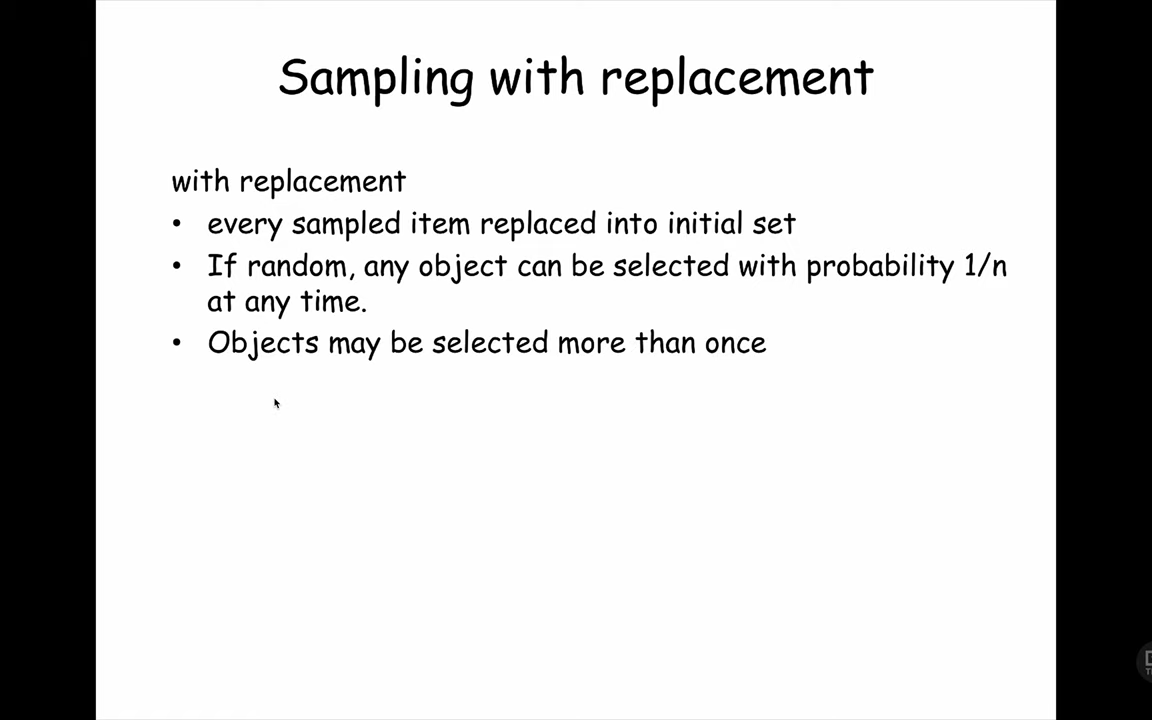 Sampling with replacement
with replacement
• every sampled item replaced into initial set
• If random, any object can be selected with probability 1/n
at any time.
• Objects may be selected more than once